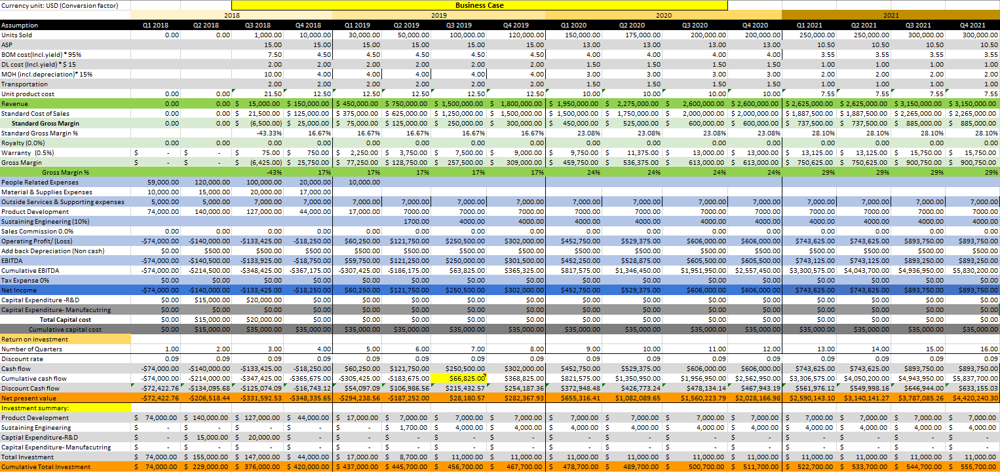 Currency unit: USD (Conversion factor) Business Case
2018 2019 2020 2021
Assumption Q1 2018 Q2 2018 Q3 2018 Q4 2018 Q1 2019 Q2 2019 Q3 2019 Q4 2019 Q1 2020 Q2 2020 Q3 2020 Q4 2020 Q1 2021 Q2 2021 Q3 2021 Q4 2021
Units Sold 0.00 0.00 1,000.00 10,000.00 30,000.00 50,000.00 100,000.00 120,000.00 150,000.00 175,000.00 200,000.00 200,000.00 250,000.00 250,000.00 300,000.00 300,000.00
ASP 15.00 15.00 15.00 15.00 15.00 15.00 13.00 13.00 13.00 13.00 10.50 10.50 10.50 10.50
BOM cost(Incl.yield) * 95% 7.50 4.50 4.50 4.50 4.50 4.50 4.00 4.00 4.00 4.00 3.55 3.55 3.55 3.55
DL cost (Incl.yield) * $ 15 2.00 2.00 2.00 2.00 2.00 2.00 1.50 1.50 1.50 1.50 1.00 1.00 1.00 1.00
MOH (incl.depreciation)* 15% 10.00 4.00 4.00 4.00 4.00 4.00 3.00 3.00 3.00 3.00 2.00 2.00 2.00 2.00
Transportation 2.00 2.00 2.00 2.00 2.00 2.00 1.50 1.50 1.50 1.50 1.00 1.00 1.00 1.00
Unit product cost 0.00 0.00 21.50 12.50 12.50 12.50 12.50 12.50 10.00 10.00 10.00 10.00 7.55 7.55 7.55 7.55
Revenue 0.00 0.00 $ 15,000.00 $ 150,000.00 $ 450,000.00 $ 750,000.00 $ 1,500,000.00 $ 1,800,000.00 $ 1,950,000.00 $ 2,275,000.00 $ 2,600,000.00 $ 2,600,000.00 $ 2,625,000.00 $ 2,625,000.00 $ 3,150,000.00 $ 3,150,000.00
Standard Cost of Sales 0.00 0.00 $ 21,500.00 $ 125,000.00 $ 375,000.00 $ 625,000.00 $ 1,250,000.00 $ 1,500,000.00 $ 1,500,000.00 $ 1,750,000.00 $ 2,000,000.00 $ 2,000,000.00 $ 1,887,500.00 $ 1,887,500.00 $ 2,265,000.00 $ 2,265,000.00
Standard Gross Margin 0.00 0.00 $ (6,500.00) $ 25,000.00 $ 75,000.00 $ 125,000.00 $ 250,000.00 $ 300,000.00 $ 450,000.00 $ 525,000.00 $ 600,000.00 $ 600,000.00 $ 737,500.00 $ 737,500.00 $ 885,000.00 $ 885,000.00
Standard Gross Margin % -43.33% 16.67% 16.67% 16.67% 16.67% 16.67% 23.08% 23.08% 23.08% 23.08% 28.10% 28.10% 28.10% 28.10%
Royalty (0.0%) 0.00 0.00 0.00 0.00 0.00 0.00 0.00 0.00 0.00 0.00 0.00 0.00 0.00 0.00 0.00 0.00
Warranty (0.5%) $ - $ - $ 75.00 $ 750.00 $ 2,250.00 $ 3,750.00 $ 7,500.00 $ 9,000.00 $ 9,750.00 $ 11,375.00 $ 13,000.00 $ 13,000.00 $ 13,125.00 $ 13,125.00 $ 15,750.00 $ 15,750.00
Gross Margin $ - $ - $ (6,425.00) $ 25,750.00 $ 77,250.00 $ 128,750.00 $ 257,500.00 $ 309,000.00 $ 459,750.00 $ 536,375.00 $ 613,000.00 $ 613,000.00 $ 750,625.00 $ 750,625.00 $ 900,750.00 $ 900,750.00
Gross Margin % -43% 17% 17% 17% 17% 17% 24% 24% 24% 24% 29% 29% 29% 29%
People Related Expenses 59,000.00 120,000.00 100,000.00 20,000.00 10,000.00
Material & Supplies Expenses 10,000.00 15,000.00 20,000.00 17,000.00
Outside Services & Supporting expenses 5,000.00 5,000.00 7,000.00 7,000.00 7,000.00 7,000.00 7,000.00 7,000.00 7,000.00 7,000.00 7,000.00 7,000.00 7,000.00 7,000.00 7,000.00 7,000.00
Product Development 74,000.00 140,000.00 127,000.00 44,000.00 17,000.00 7000.00 7000.00 7000.00 7000.00 7000.00 7000.00 7000.00 7000.00 7000.00 7000.00 7000.00
Sustaining Engineering (10%) 1700.00 4000.00 4000.00 4000.00 4000.00 4000.00 4000.00 4000.00 4000.00 4000.00 4000.00
Sales Commission 0.0% 0.00 0.00 0.00 0.00 0.00 0.00 0.00 0.00 0.00 0.00 0.00 0.00 0.00 0.00 0.00 0.00
Operating Profit/ (Loss) -$74,000.00 -$140,000.00 -$133,425.00 -$18,250.00 $60,250.00 $121,750.00 $250,500.00 $302,000.00 $452,750.00 $529,375.00 $606,000.00 $606,000.00 $743,625.00 $743,625.00 $893,750.00 $893,750.00
Add back Depreciation (Non cash) $0.00 $500.00 $500.00 $500.00 $500.00 $500.00 $500.00 $500.00 $500.00 $500.00 $500.00 $500.00 $500.00 $500.00 $500.00 $500.00
EBITDA -$74,000.00 -$140,500.00 -$133,925.00 -$18,750.00 $59,750.00 $121,250.00 $250,000.00 $301,500.00 $452,250.00 $528,875.00 $605,500.00 $605,500.00 $743,125.00 $743,125.00 $893,250.00 $893,250.00
Cumulative EBITDA -$74,000.00 -$214,500.00 -$348,425.00 -$367,175.00 -$307,425.00 -$186,175.00 $63,825.00 $365,325.00 $817,575.00 $1,346,450.00 $1,951,950.00 $2,557,450.00 $3,300,575.00 $4,043,700.00 $4,936,950.00 $5,830,200.00
Tax Expense 0% $0.00 $0.00 $0.00 $0.00 $0.00 $0.00 $0.00 $0.00 $0.00 $0.00 $0.00 $0.00 $0.00 $0.00 $0.00 $0.00
Net Income -$74,000.00 -$140,000.00 -$133,425.00 -$18,250.00 $60,250.00 $121,750.00 $250,500.00 $302,000.00 $452,750.00 $529,375.00 $606,000.00 $606,000.00 $743,625.00 $743,625.00 $893,750.00 $893,750.00
Capital Expenditure -R&D $0.00 $15,000.00 $20,000.00 $0.00 $0.00 $0.00 $0.00 $0.00 $0.00 $0.00 $0.00 $0.00 $0.00 $0.00 $0.00 $0.00
Capital Expenditure- Manufacutring $0.00 $0.00 $0.00 $0.00 $0.00 $0.00 $0.00 $0.00 $0.00 $0.00 $0.00 $0.00 $0.00 $0.00 $0.00 $0.00
Total Capital cost $0.00 $15,000.00 $20,000.00 $0.00 $0.00 $0.00 $0.00 $0.00 $0.00 $0.00 $0.00 $0.00 $0.00 $0.00 $0.00 $0.00
Cumulative capital cost $0.00 $15,000.00 $35,000.00 $35,000.00 $35,000.00 $35,000.00 $35,000.00 $35,000.00 $35,000.00 $35,000.00 $35,000.00 $35,000.00 $35,000.00 $35,000.00 $35,000.00 $35,000.00
Return on investment
Number of Quarters 1.00 2.00 3.00 4.00 5.00 6.00 7.00 8.00 9.00 10.00 11.00 12.00 13.00 14.00 15.00 16.00
Discount rate 0.09 0.09 0.09 0.09 0.09 0.09 0.09 0.09 0.09 0.09 0.09 0.09 0.09 0.09 0.09 0.09
Cash flow -$74,000.00 -$140,000.00 -$133,425.00 -$18,250.00 $60,250.00 $121,750.00 $250,500.00 $302,000.00 $452,750.00 $529,375.00 $606,000.00 $606,000.00 $743,625.00 $743,625.00 $893,750.00 $893,750.00
Cumulative cash flow -$74,000.00 -$214,000.00 -$347,425.00 -$365,675.00 -$305,425.00 -$183,675.00 $66,825.00 $368,825.00 $821,575.00 $1,350,950.00 $1,956,950.00 $2,562,950.00 $3,306,575.00 $4,050,200.00 $4,943,950.00 $5,837,700.00
Discount Cash flow -$72,422.76 -$134,095.68 -$125,074.09 -$16,743.12 $54,097.09 $106,986.56 $215,432.57 $254,187.36 $372,948.48 $426,773.24 $478,134.14 $467,943.19 $561,976.12 $549,998.16 $646,944.00 $633,155.03
Net present value -$72,422.76 -$206,518.44 -$331,592.53 -$348,335.65 -$294,238.56 -$187,252.00 $28,180.57 $282,367.93 $655,316.41 $1,082,089.65 $1,560,223.79 $2,028,166.98 $2,590,143.10 $3,140,141.27 $3,787,085.26 $4,420,240.30
Investment summary:
Product Development $ 74,000.00 $ 140,000.00 $ 127,000.00 $ 44,000.00 $ 17,000.00 $ 7,000.00 $ 7,000.00 $ 7,000.00 $ 7,000.00 $ 7,000.00 $ 7,000.00 $ 7,000.00 $ 7,000.00 $ 7,000.00 $ 7,000.00 $ 7,000.00
Sustaining Engineering $ - $ - $ - $ - $ - $ 1,700.00 $ 4,000.00 $ 4,000.00 $ 4,000.00 $ 4,000.00 $ 4,000.00 $ 4,000.00 $ 4,000.00 $ 4,000.00 $ 4,000.00 $ 4,000.00
Captial Expenditure-R&D $ - $ 15,000.00 $ 20,000.00 $ - $ - $ - $ - $ - $ - $ - $ - $ - $ - $ - $ - $ -
Capital Expenditure- Manufacutring $ - $ - $ - $ - $ - $ - $ - $ - $ - $ - $ - $ - $ - $ - $ - $ -
Total Investment $ 74,000.00 $ 155,000.00 $ 147,000.00 $ 44,000.00 $ 17,000.00 $ 8,700.00 $ 11,000.00 $ 11,000.00 $ 11,000.00 $ 11,000.00 $ 11,000.00 $ 11,000.00 $ 11,000.00 $ 11,000.00 $ 11,000.00 $ 11,000.00
Cumulative Total Investment $ 74,000.00 $ 229,000.00 $ 376,000.00 $ 420,000.00 $ 437,000.00 $ 445,700.00 $ 456,700.00 $ 467,700.00 $ 478,700.00 $ 489,700.00 $ 500,700.00 $ 511,700.00 $ 522,700.00 $ 533,700.00 $ 544,700.00 $ 555,700.00